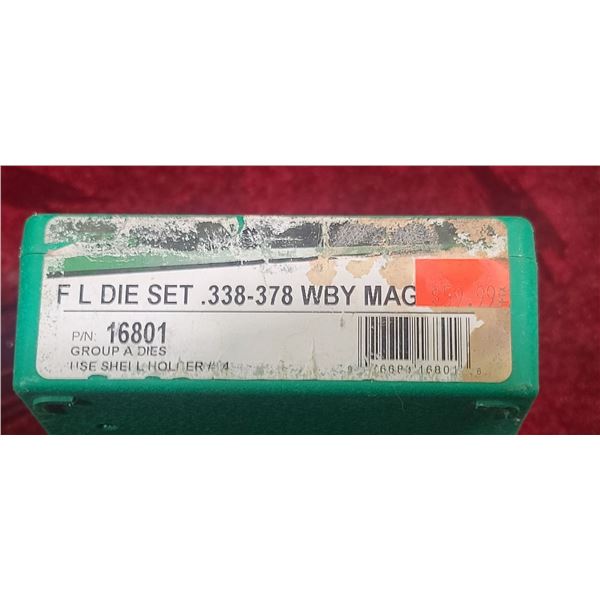 F L DIE SET .338-378 WBY MAG
P/N: 16801
GROUP A DIES
USE SHELL HOLDER # 4